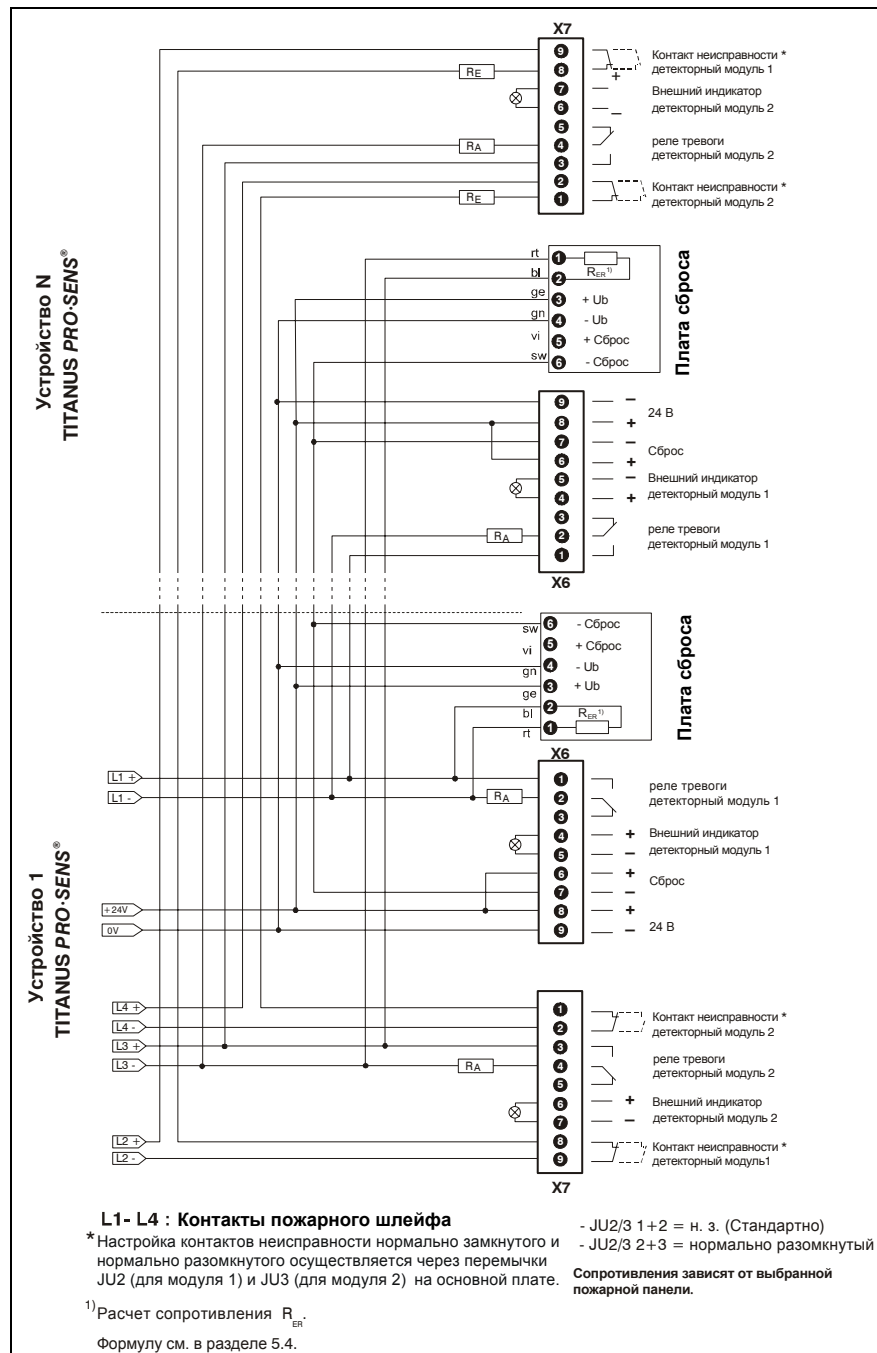 X7
9
Контакт неисправности *
8
RE
+
детекторный модуль 1
7
Внешний индикатор
6
–
детекторный модуль 2
5
4
RA
реле тревоги
3
детекторный модуль 2
2
Контакт неисправности *
1
RE
детекторный модуль 2
Устройство N
TITANUS PRO·SENS®
rt 1
RER 1)
bl 2
ge 3 + Ub
gn 4 - Ub
vi 5 + Сброс
sw 6 - Сброс
Плата сброса
9 –
24 В
8 +
7 –
Сброс
6 +
5 – Внешний индикатор
4 + детекторный модуль 1
3
RA 2 реле тревоги
детекторный модуль 1
1
X6
sw 6 - Сброс
vi 5 + Сброс
gn 4 - Ub
ge 3 + Ub
bl 2
RER 1)
rt 1
Плата сброса
X6
L1 + 1
реле тревоги
L1 - RA 2
детекторный модуль 1
3
4 + Внешний индикатор
5 – детекторный модуль 1
6 +
Сброс
7 –
+24V 8 +
0V 9 – 24 В
Устройство 1
TITANUS PRO·SENS®
L4 + 1
Контакт неисправности *
L4 - 2
детекторный модуль 2
L3 + 3
реле тревоги
L3 - RA 4
детекторный модуль 2
5
6 + Внешний индикатор
7 – детекторный модуль 2
L2 + 8
Контакт неисправности *
L2 - 9
детекторный модуль1
X7
L1- L4 : Контакты пожарного шлейфа
* Настройка контактов неисправности нормально замкнутого и
нормально разомкнутого осуществляется через перемычки
JU2 (для модуля 1) и JU3 (для модуля 2) на основной плате.
1) Расчет сопротивления RER.
Формулу см. в разделе 5.4.
- JU2/3 1+2 = н. з. (Стандартно)
- JU2/3 2+3 = нормально разомкнутый
Сопротивления зависят от выбранной
пожарной панели.